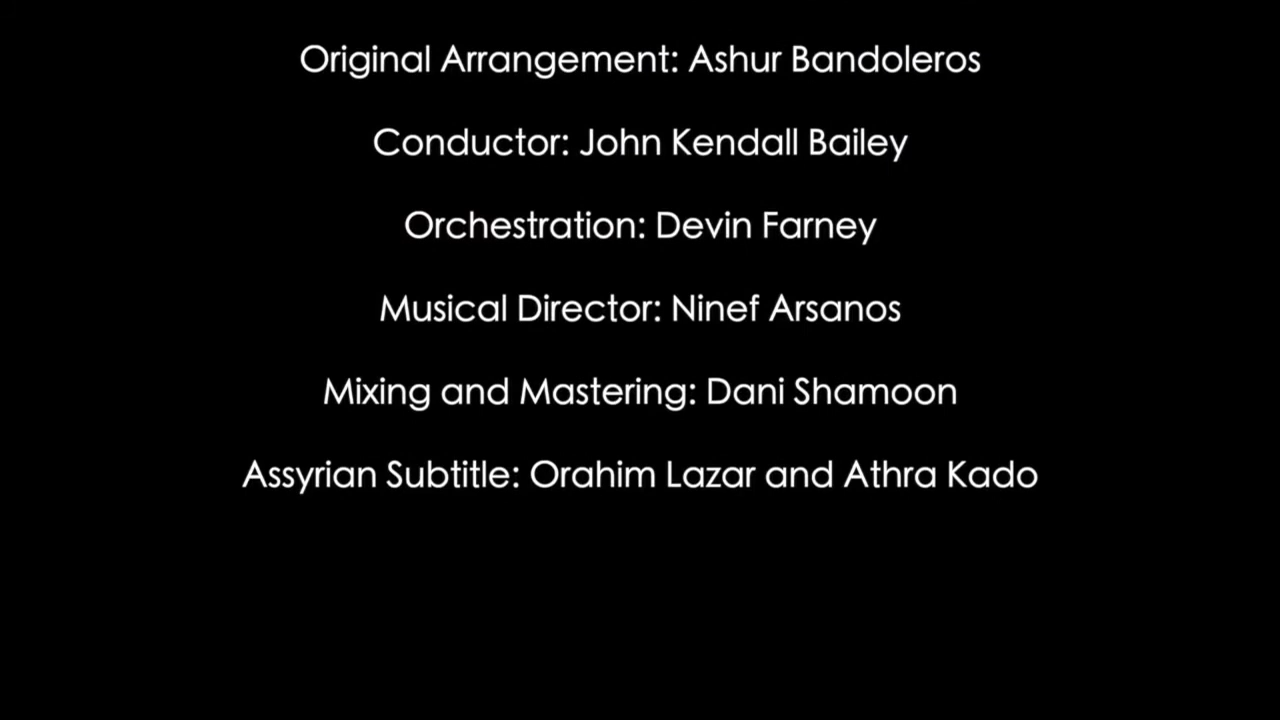 Original Arrangement: Ashur Bandoleros
Conductor: John Kendall Bailey
Orchestration: Devin Farney
Musical Director: Ninef Arsanos
Mixing and Mastering: Dani Shamoon
Assyrian Subtitle: Orahim Lazar and Athra Kado